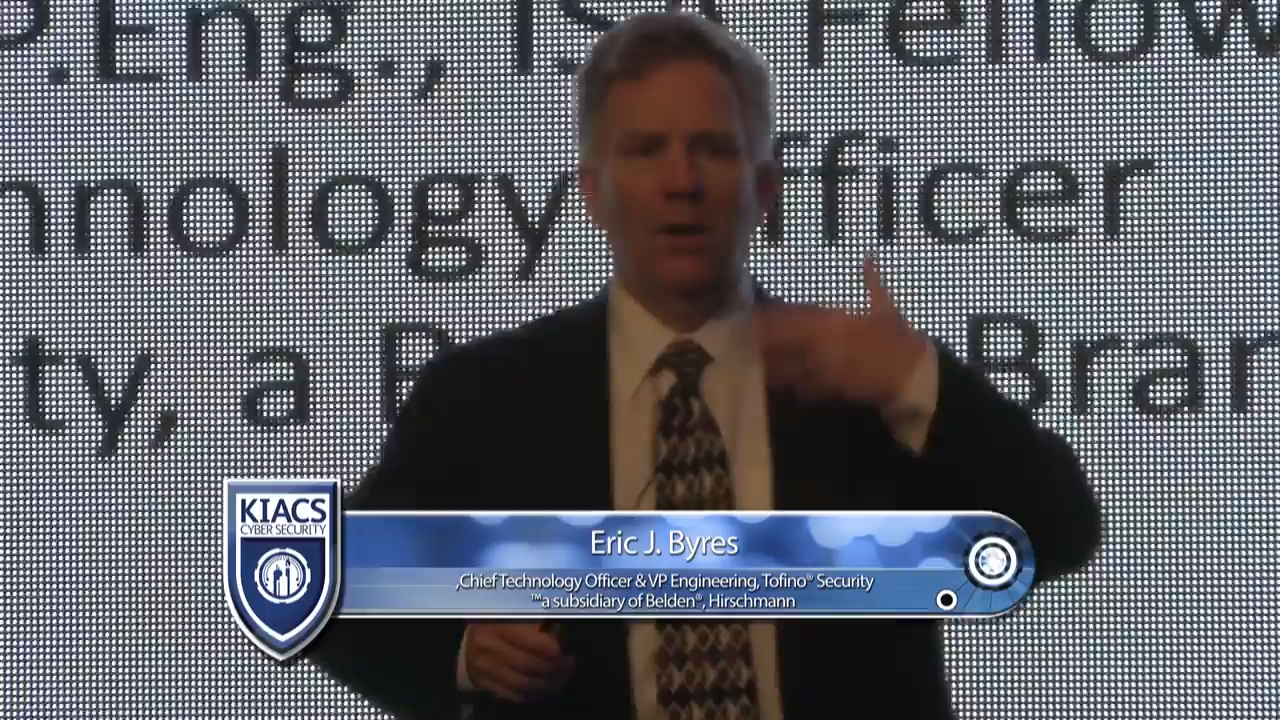 P.Eng., ISA Fellow
hnology Officer
ty, a B Bran
KIACS
CYBER SECURITY
Eric J. Byres
,Chief Technology Officer & VP Engineering, Tofino® Security
™a subsidiary of Belden®, Hirschmann